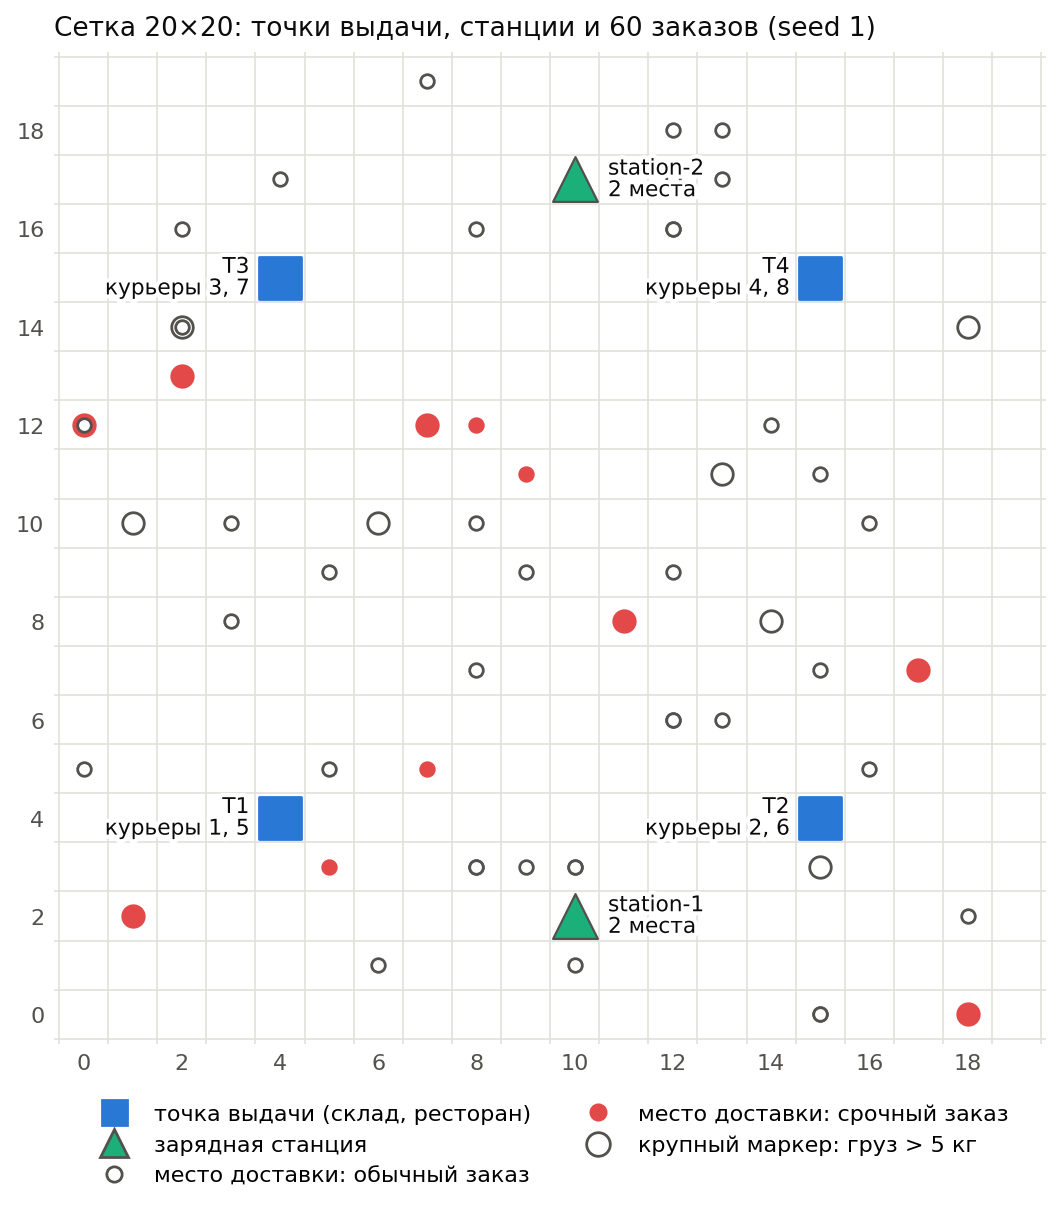 Сетка 20×20: точки выдачи, станции и 60 заказов (seed 1)
18
station-2
2 места
16
T3
курьеры 3, 7
T4
курьеры 4, 8
14
12
10
8
6
T1
курьеры 1, 5
T2
курьеры 2, 6
4
station-1
2 места
2
0
0 2 4 6 8 10 12 14 16 18
точка выдачи (склад, ресторан)
зарядная станция
место доставки: обычный заказ
место доставки: срочный заказ
крупный маркер: груз > 5 кг